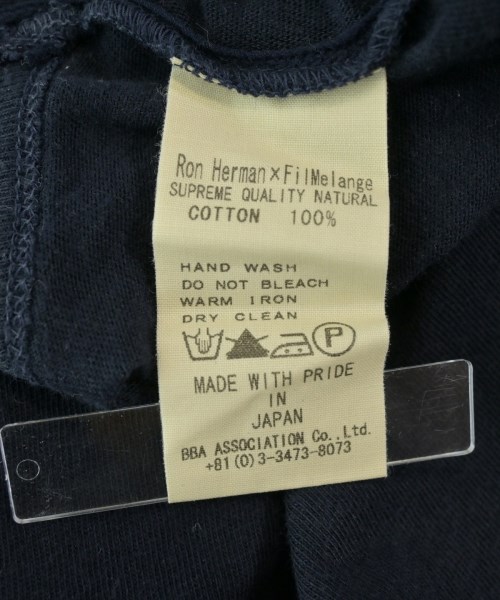 Ron Herman×FilMelange
SUPREME QUALITY NATURAL
COTTON 100%
HAND WASH
DO NOT BLEACH
WARM IRON
DRY CLEAN
P
MADE WITH PRIDE
IN
JAPAN
BBA ASSOCIATION Co.,Ltd.
+81(0)3-3473-8073